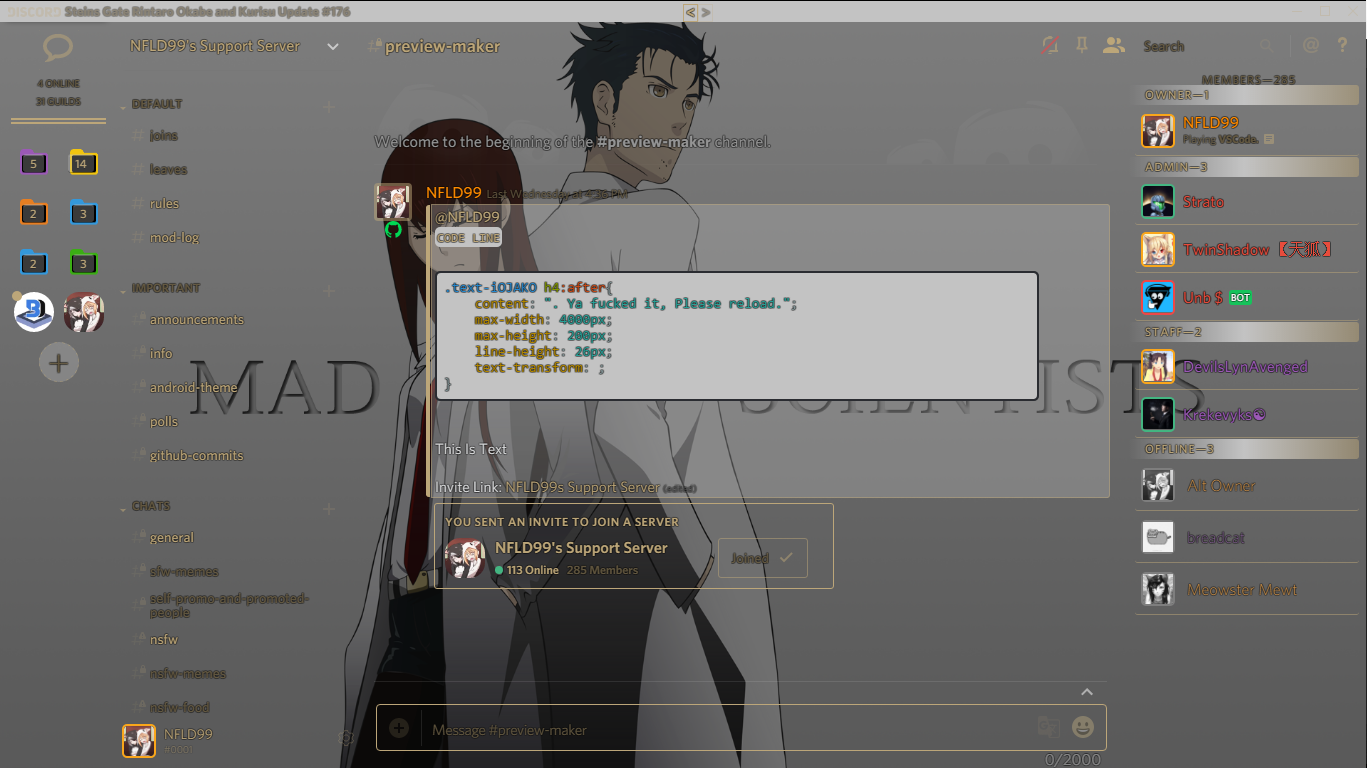 DISCORD Steins Gate Rintaro Okabe and Kurisu Update #176
4 ONLINE
31 GUILDS
5
14
2
3
2
3
NFLD99's Support Server
DEFAULT
joins
leaves
rules
mod-log
IMPORTANT
announcements
info
android-theme
polls
github-commits
CHATS
general
sfw-memes
self-promo-and-promoted-
people
nsfw
nsfw-memes
nsfw-food
NFLD99
#0001
preview-maker
Search
Welcome to the beginning of the #preview-maker channel.
NFLD99 Last Wednesday at 4:36 PM
@NFLD99
CODE LINE
.text-iOJAKO h4:after{
content: ". Ya fucked it, Please reload.";
max-width: 4000px;
max-height: 200px;
line-height: 26px;
text-transform: ;
}
MAD SCIENTISTS
This Is Text
Invite Link: NFLD99s Support Server (edited)
YOU SENT AN INVITE TO JOIN A SERVER
NFLD99's Support Server
113 Online 285 Members
Joined
Message #preview-maker
0/2000
MEMBERS—285
OWNER—1
NFLD99
Playing VSCode.
ADMIN—3
Strato
TwinShadow 【天狐】
Unb $ BOT
STAFF—2
DevilsLynAvenged
Krekevyks☯
OFFLINE—3
Alt Owner
breadcat
Meowster Mewt